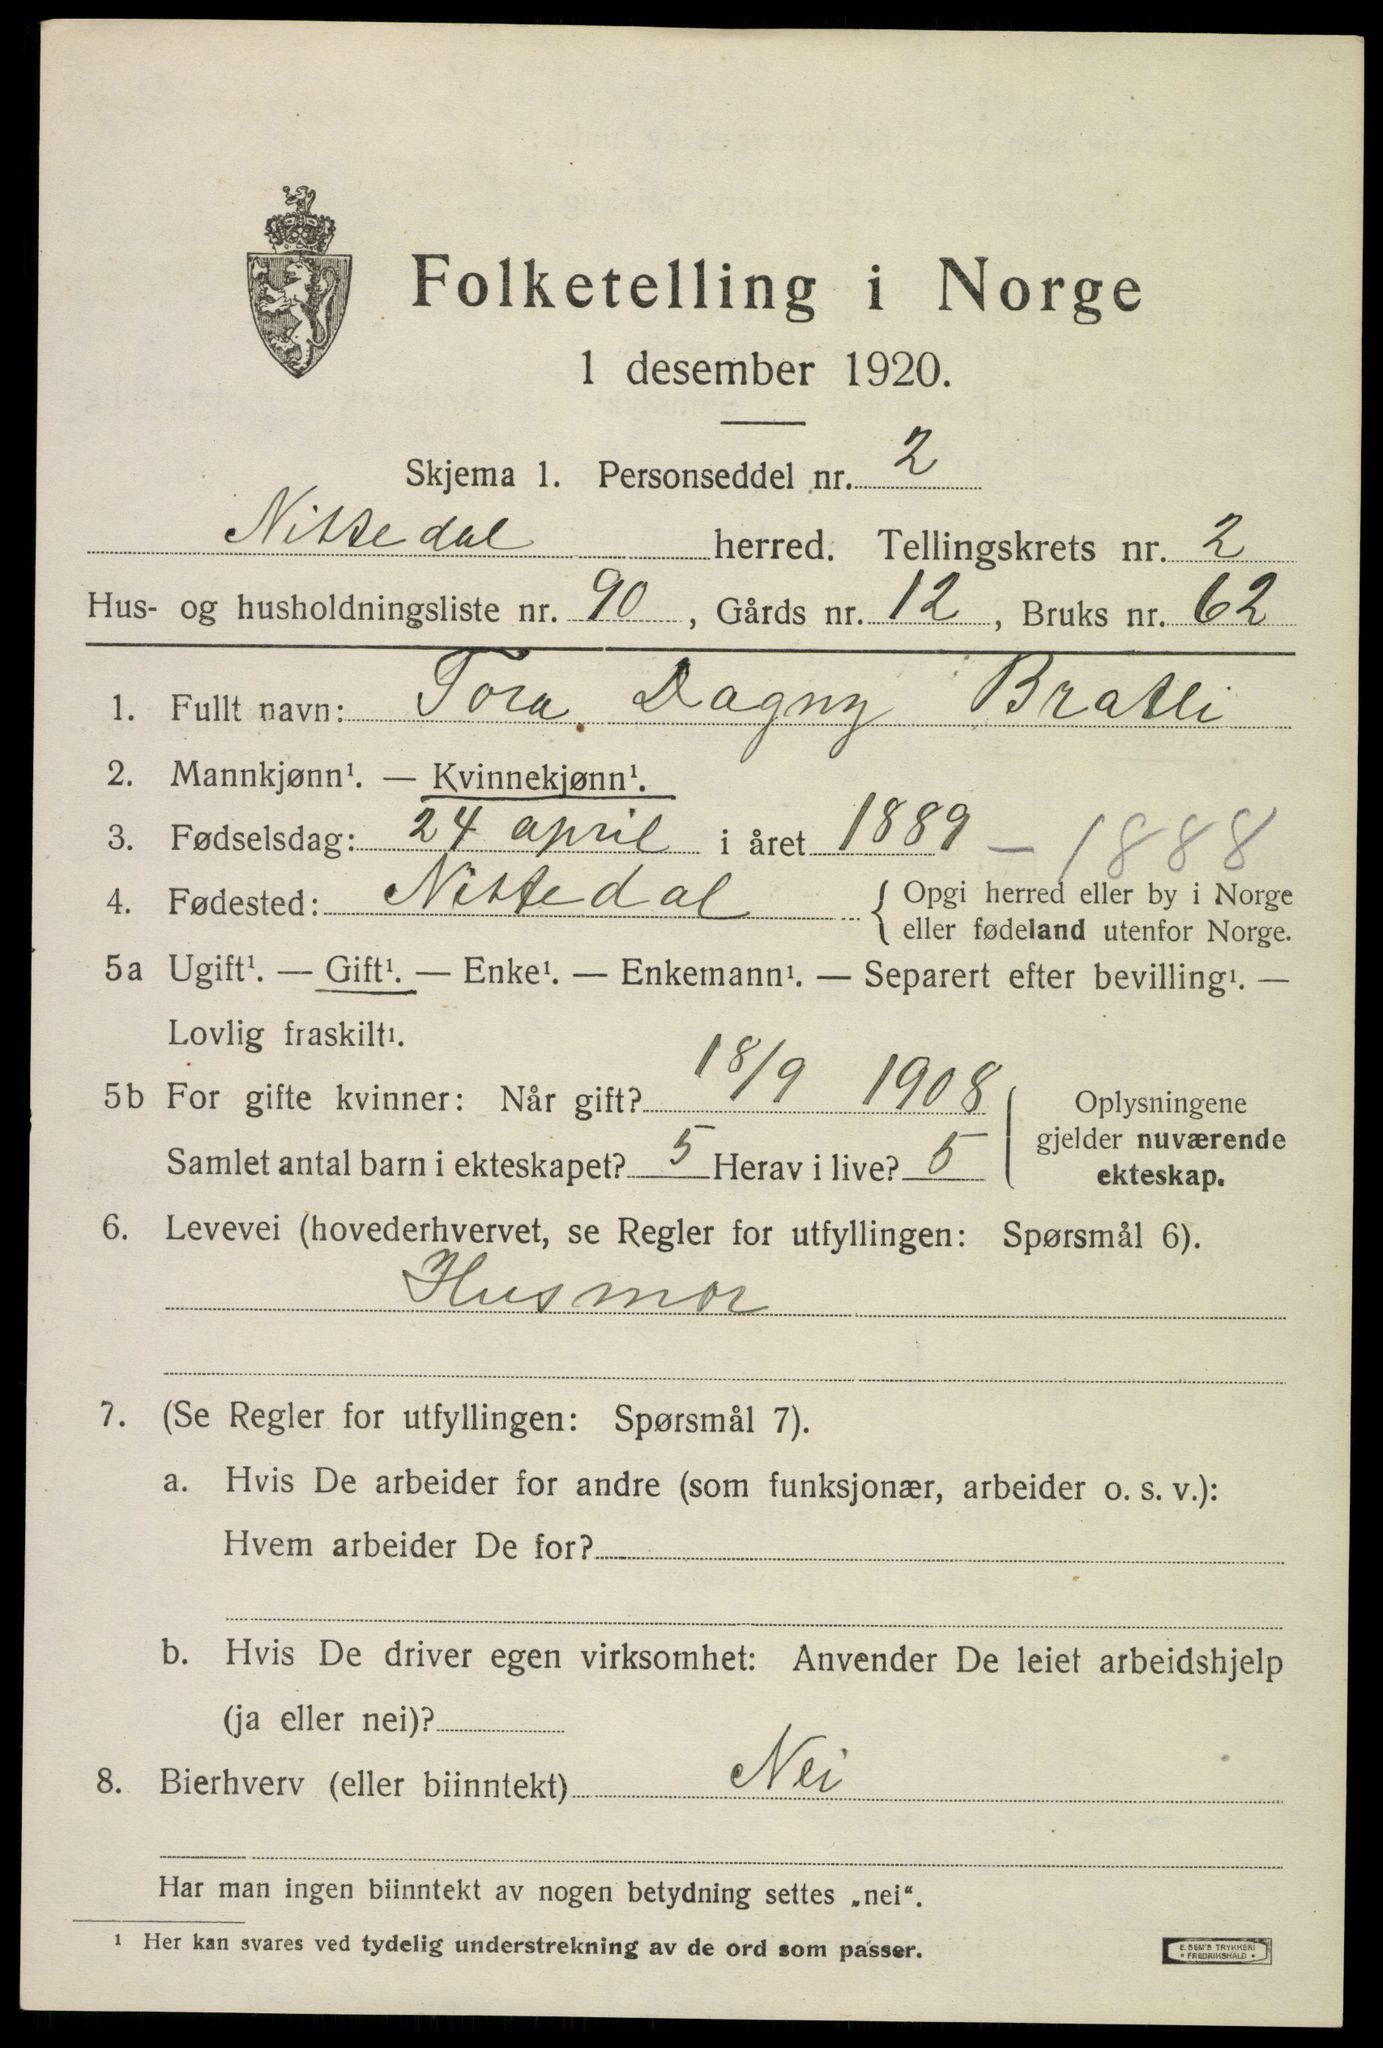 Folketelling i Norge
1 desember 1920.
Skjema 1. Personseddel nr. 2
Nittedal herred. Tellingskrets nr. 2
Hus- og husholdningsliste nr. 90, Gårds nr. 12, Bruks nr. 62
1. Fullt navn: Tora Dagny Bratli
2. Mannkjønn¹. — Kvinnekjønn¹.
3. Fødselsdag: 24 april i året 1889 — 1888
4. Fødested: Nittedal { Opgi herred eller by i Norge
eller fødeland utenfor Norge.
5a Ugift¹. — Gift¹. — Enke¹. — Enkemann¹. — Separert efter bevilling¹. —
Lovlig fraskilt¹.
5b For gifte kvinner: Når gift? 18/9 1908
Samlet antal barn i ekteskapet? 5 Herav i live? 5
Oplysningene
gjelder nuværende
ekteskap.
6. Levevei (hovederhvervet, se Regler for utfyllingen: Spørsmål 6).
Husmor
7. (Se Regler for utfyllingen: Spørsmål 7).
a. Hvis De arbeider for andre (som funksjonær, arbeider o. s. v.):
Hvem arbeider De for?
b. Hvis De driver egen virksomhet: Anvender De leiet arbeidshjelp
(ja eller nei)?
8. Bierhverv (eller biinntekt) Nei
Har man ingen biinntekt av nogen betydning settes „nei“.
¹ Her kan svares ved tydelig understrekning av de ord som passer.
E. SEM'S TRYKKERI
• FREDRIKSHALD •